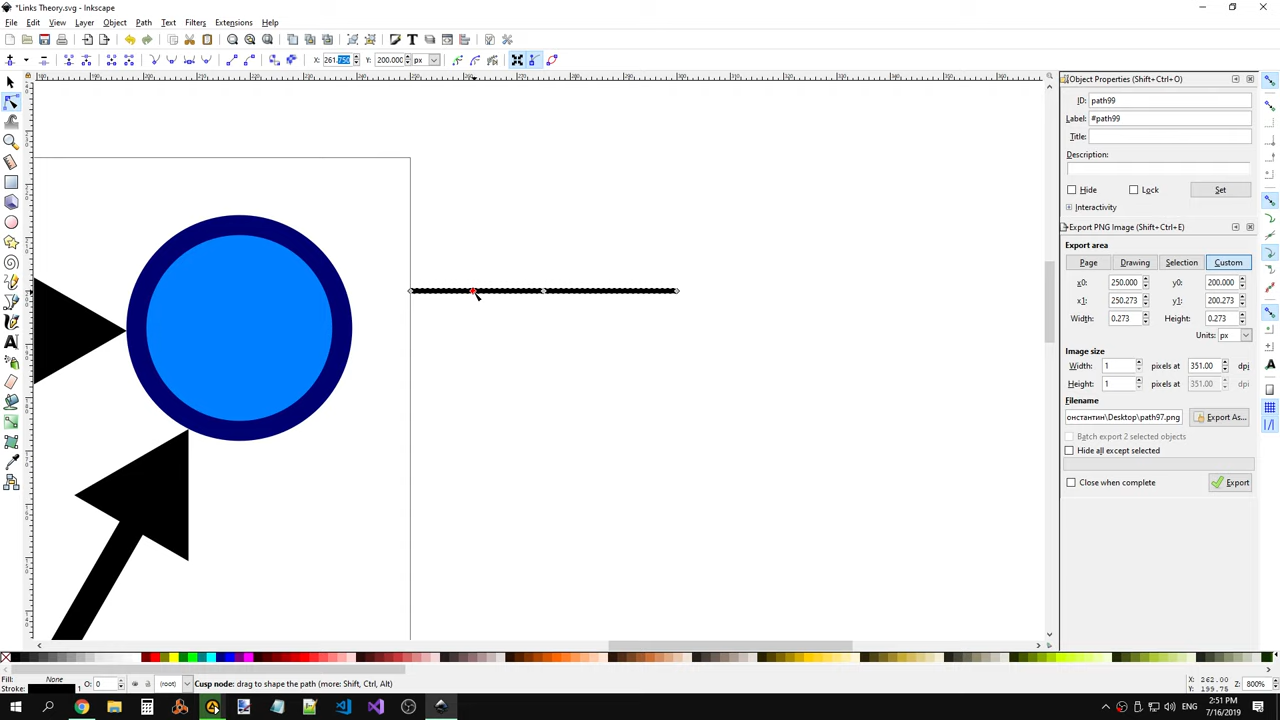 *Links Theory.svg - Inkscape
File Edit View Layer Object Path Text Filters Extensions Help
X: 261.750 Y: 200.000 px
Object Properties (Shift+Ctrl+O)
ID: path99
Label: #path99
Title:
Description:
Hide Lock Set
Interactivity
Export PNG Image (Shift+Ctrl+E)
Export area
Page Drawing Selection Custom
x0: 250.000 y0: 200.000
x1: 250.273 y1: 200.273
Width: 0.273 Height: 0.273
Units: px
Image size
Width: 1 pixels at 351.00 dpi
Height: 1 pixels at 351.00 dpi
Filename
онстантин\Desktop\path97.png Export As...
Batch export 2 selected objects
Hide all except selected
Close when complete Export
Fill: None
Stroke: 1
O: 0
(root)
Cusp node: drag to shape the path (more: Shift, Ctrl, Alt)
X: 262.00
Y: 199.75
Z: 800%
ENG
2:51 PM
7/16/2019